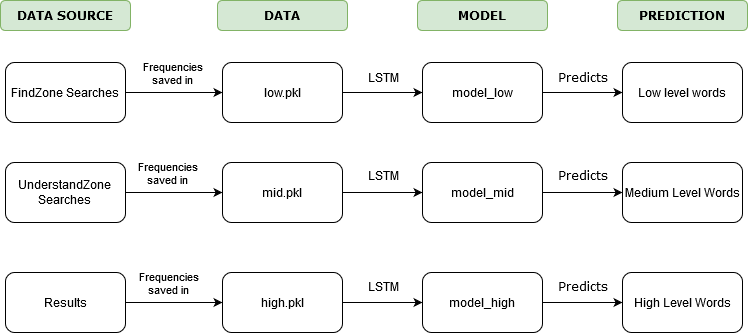 DATA SOURCE
DATA
MODEL
PREDICTION
FindZone Searches
Frequencies
saved in
low.pkl
LSTM
model_low
Predicts
Low level words
UnderstandZone
Searches
Frequencies
saved in
mid.pkl
LSTM
model_mid
Predicts
Medium Level Words
Results
Frequencies
saved in
high.pkl
LSTM
model_high
Predicts
High Level Words